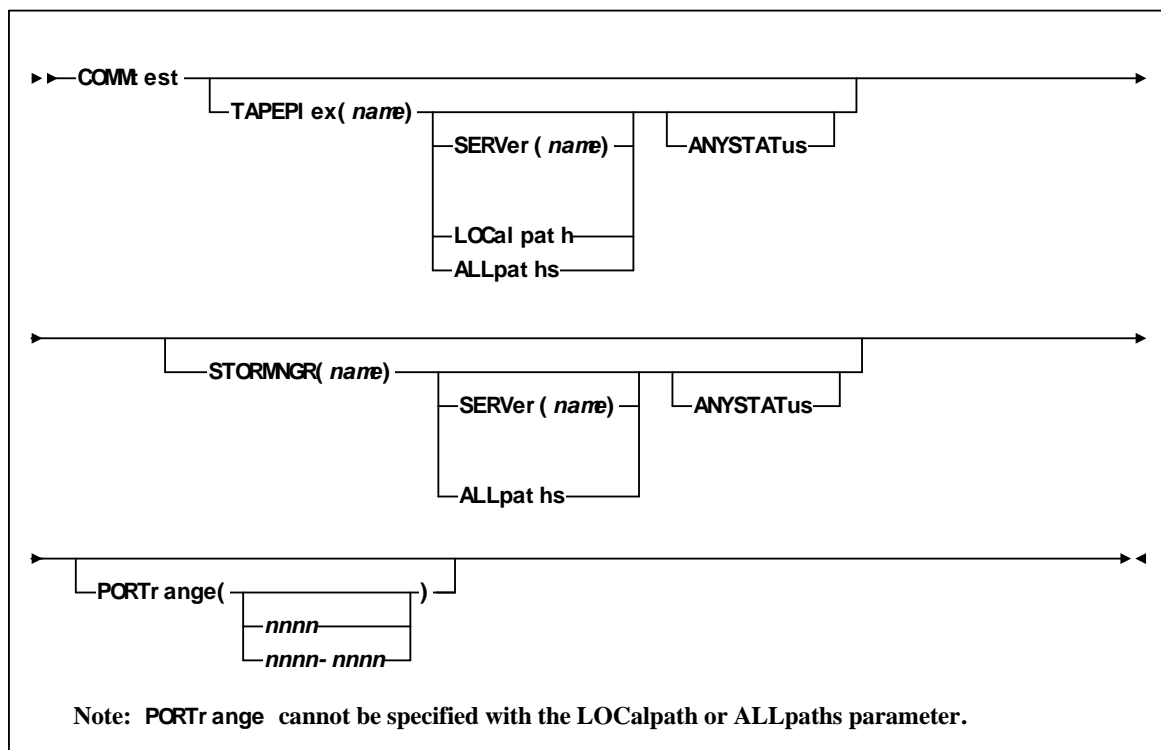 COMMtest
TAPEPlex(name)
SERVer(name) ANYSTATus
LOCalpath
ALLpaths
STORMNGR(name)
SERVer(name) ANYSTATus
ALLpaths
PORTrange( )
nnnn
nnnn-nnnn
Note: PORTrange cannot be specified with the LOCalpath or ALLpaths parameter.